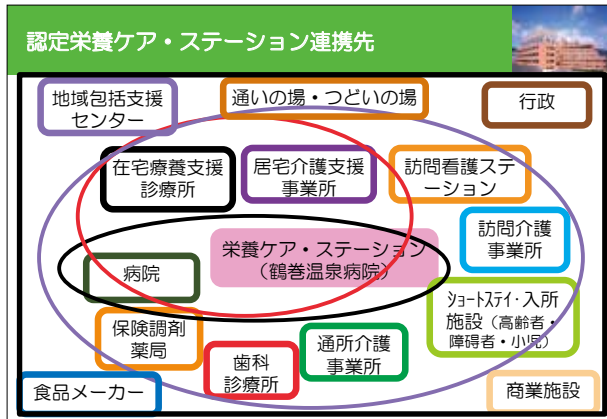 認定栄養ケア・ステーション連携先
地域包括支援
センター
通いの場・つどいの場
行政
在宅療養支援
診療所
居宅介護支援
事業所
訪問看護ステ
ーション
訪問介護
事業所
栄養ケア・ステーション
（鶴巻温泉病院）
病院
ｼｮｰﾄｽﾃｲ・入所
施設（高齢者・
障碍者・小児）
保険調剤
薬局
歯科
診療所
通所介護
事業所
食品メーカー
商業施設